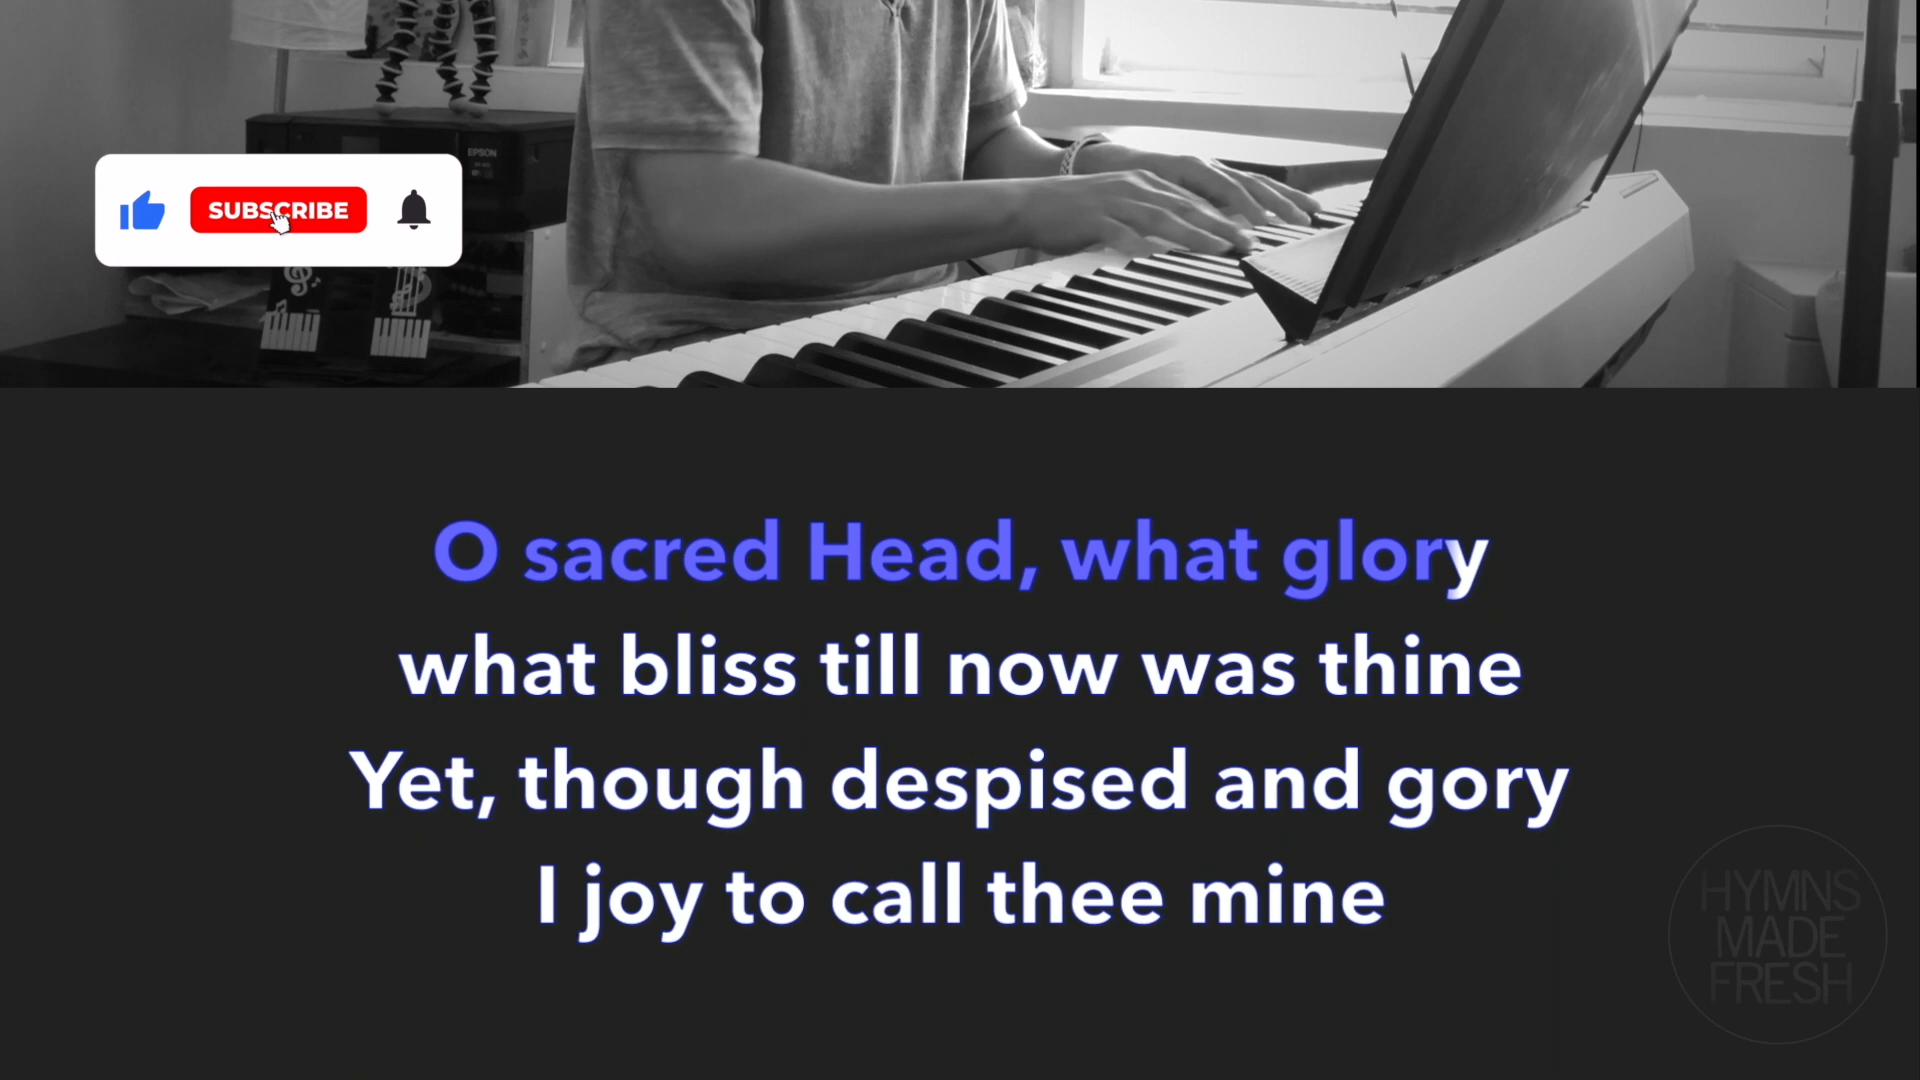 EPSON
SUBSCRIBE
O sacred Head, what glory
what bliss till now was thine
Yet, though despised and gory
I joy to call thee mine
HYMNS
MADE
FRESH